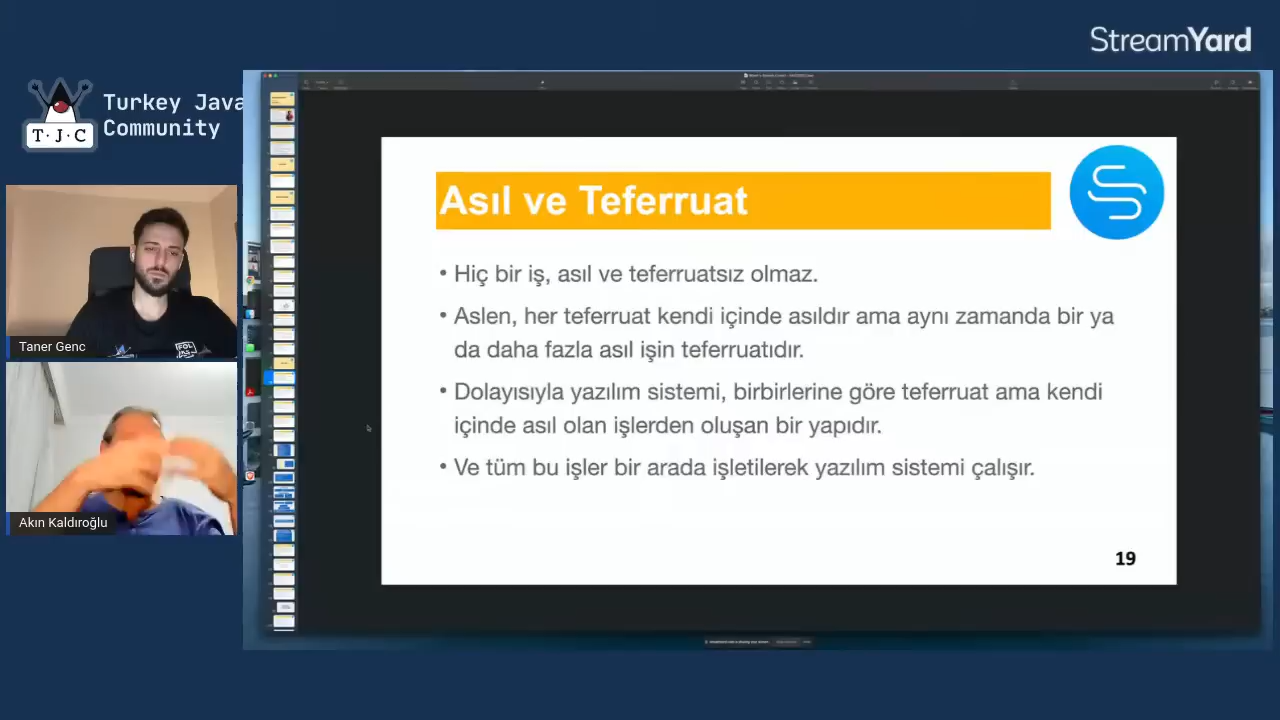 StreamYard
Turkey Java
Community
T·J·C
Taner Genc
Akın Kaldıroğlu
Asıl ve Teferruat
• Hiç bir iş, asıl ve teferruatsız olmaz.
• Aslen, her teferruat kendi içinde asıldır ama aynı zamanda bir ya
da daha fazla asıl işin teferruatıdır.
• Dolayısıyla yazılım sistemi, birbirlerine göre teferruat ama kendi
içinde asıl olan işlerden oluşan bir yapıdır.
• Ve tüm bu işler bir arada işletilerek yazılım sistemi çalışır.
19